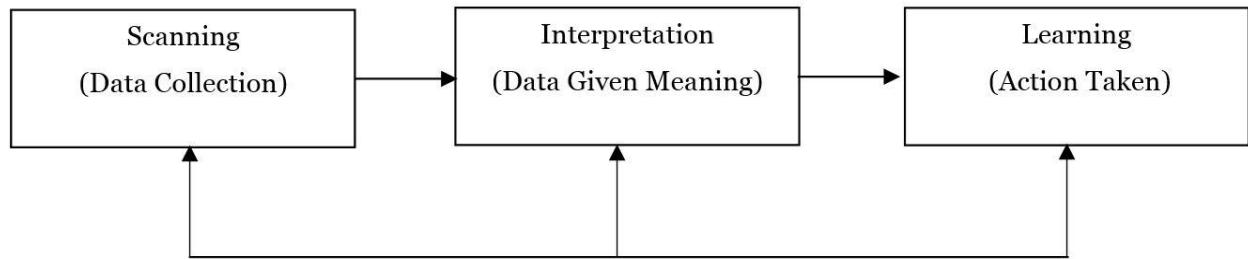 Scanning
(Data Collection)
Interpretation
(Data Given Meaning)
Learning
(Action Taken)